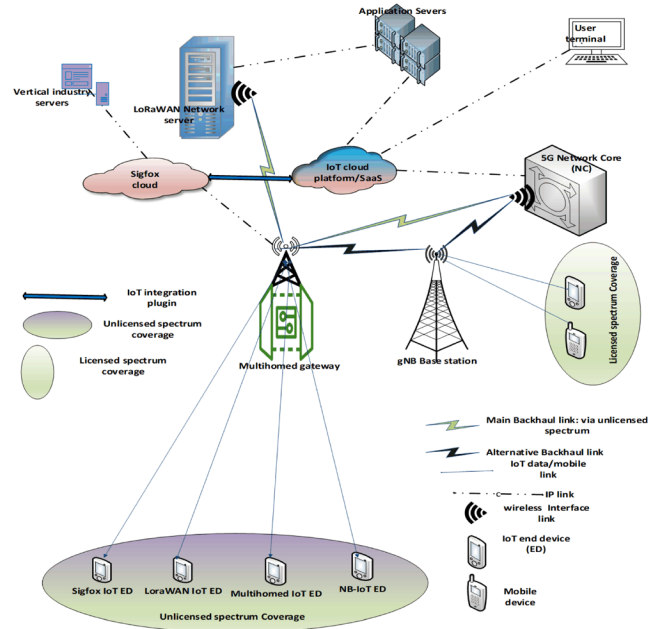 Application Severs
User
terminal
Vertical industry
servers
LoRaWAN Network
server
Sigfox
cloud
IoT cloud
platform/SaaS
5G Network Core
(NC)
IoT integration
plugin
Unlicensed spectrum
coverage
Licensed spectrum
coverage
Multihomed gateway
gNB Base station
Licensed spectrum Coverage
Main Backhaul link: via unlicensed
spectrum
Alternative Backhaul link
IoT data/mobile
link
c
IP link
wireless Interface
link
IoT end device
(ED)
Mobile
device
Sigfox IoT ED
LoraWAN IoT ED
Multihomed IoT ED
NB-IoT ED
Unlicensed spectrum Coverage